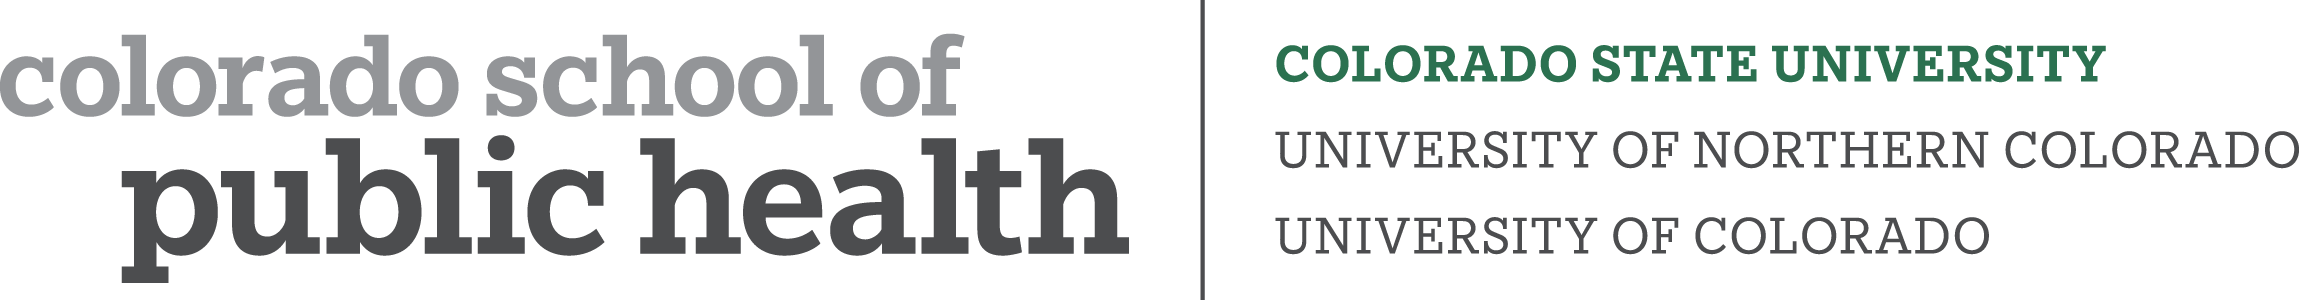 colorado school of
public health
COLORADO STATE UNIVERSITY
UNIVERSITY OF NORTHERN COLORADO
UNIVERSITY OF COLORADO